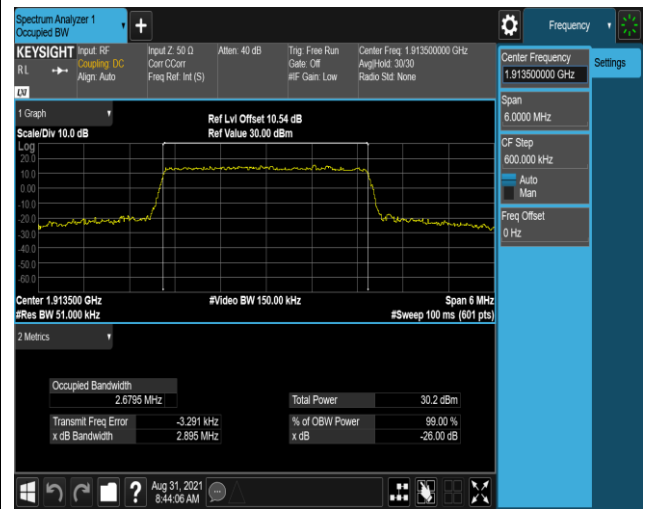 Spectrum Analyzer 1
Occupied BW
Frequency
KEYSIGHT
RL
LXI
Input: RF
Coupling: DC
Align: Auto
Input Z: 50 Ω
Corr CCorr
Freq Ref: Int (S)
Atten: 40 dB
Trig: Free Run
Gate: Off
#IF Gain: Low
Center Freq: 1.913500000 GHz
Avg|Hold: 30/30
Radio Std: None
Center Frequency
1.913500000 GHz
Settings
Span
6.0000 MHz
CF Step
600.000 kHz
Auto
Man
Freq Offset
0 Hz
1 Graph
Scale/Div 10.0 dB
Ref Lvl Offset 10.54 dB
Ref Value 30.00 dBm
Log
20.0
10.0
0.00
-10.0
-20.0
-30.0
-40.0
-50.0
-60.0
Center 1.913500 GHz
#Video BW 150.00 kHz
Span 6 MHz
#Res BW 51.000 kHz
#Sweep 100 ms (601 pts)
2 Metrics
Occupied Bandwidth
2.6795 MHz
Total Power 30.2 dBm
Transmit Freq Error -3.291 kHz
% of OBW Power 99.00 %
x dB Bandwidth 2.895 MHz
x dB -26.00 dB
?
Aug 31, 2021
8:44:06 AM